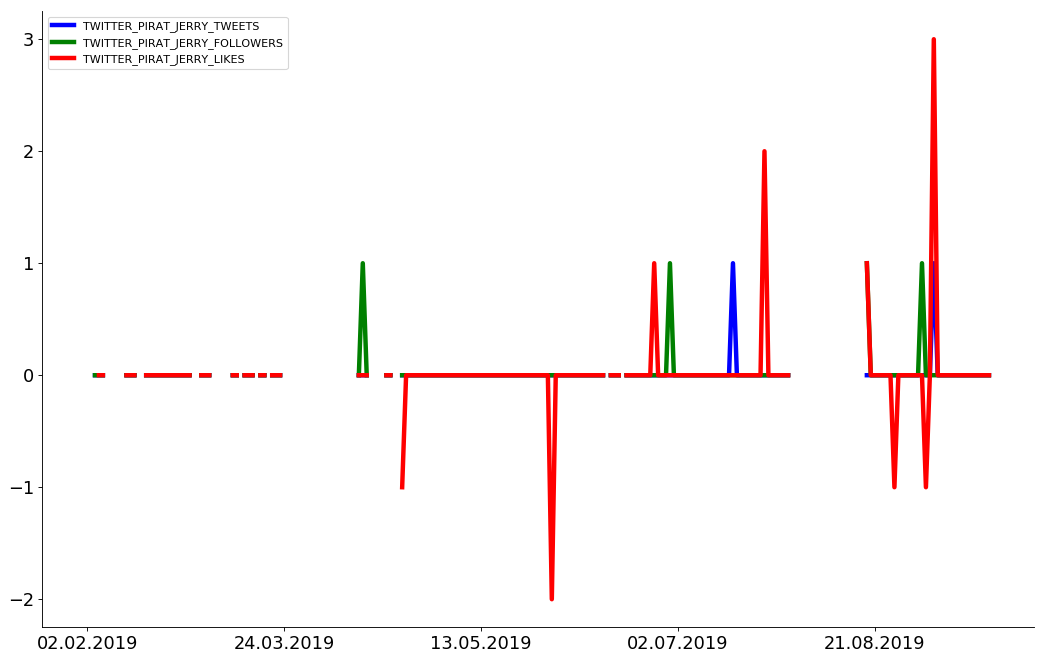 TWITTER_PIRAT_JERRY_TWEETS
TWITTER_PIRAT_JERRY_FOLLOWERS
TWITTER_PIRAT_JERRY_LIKES
3
2
1
0
−1
−2
02.02.2019 24.03.2019 13.05.2019 02.07.2019 21.08.2019